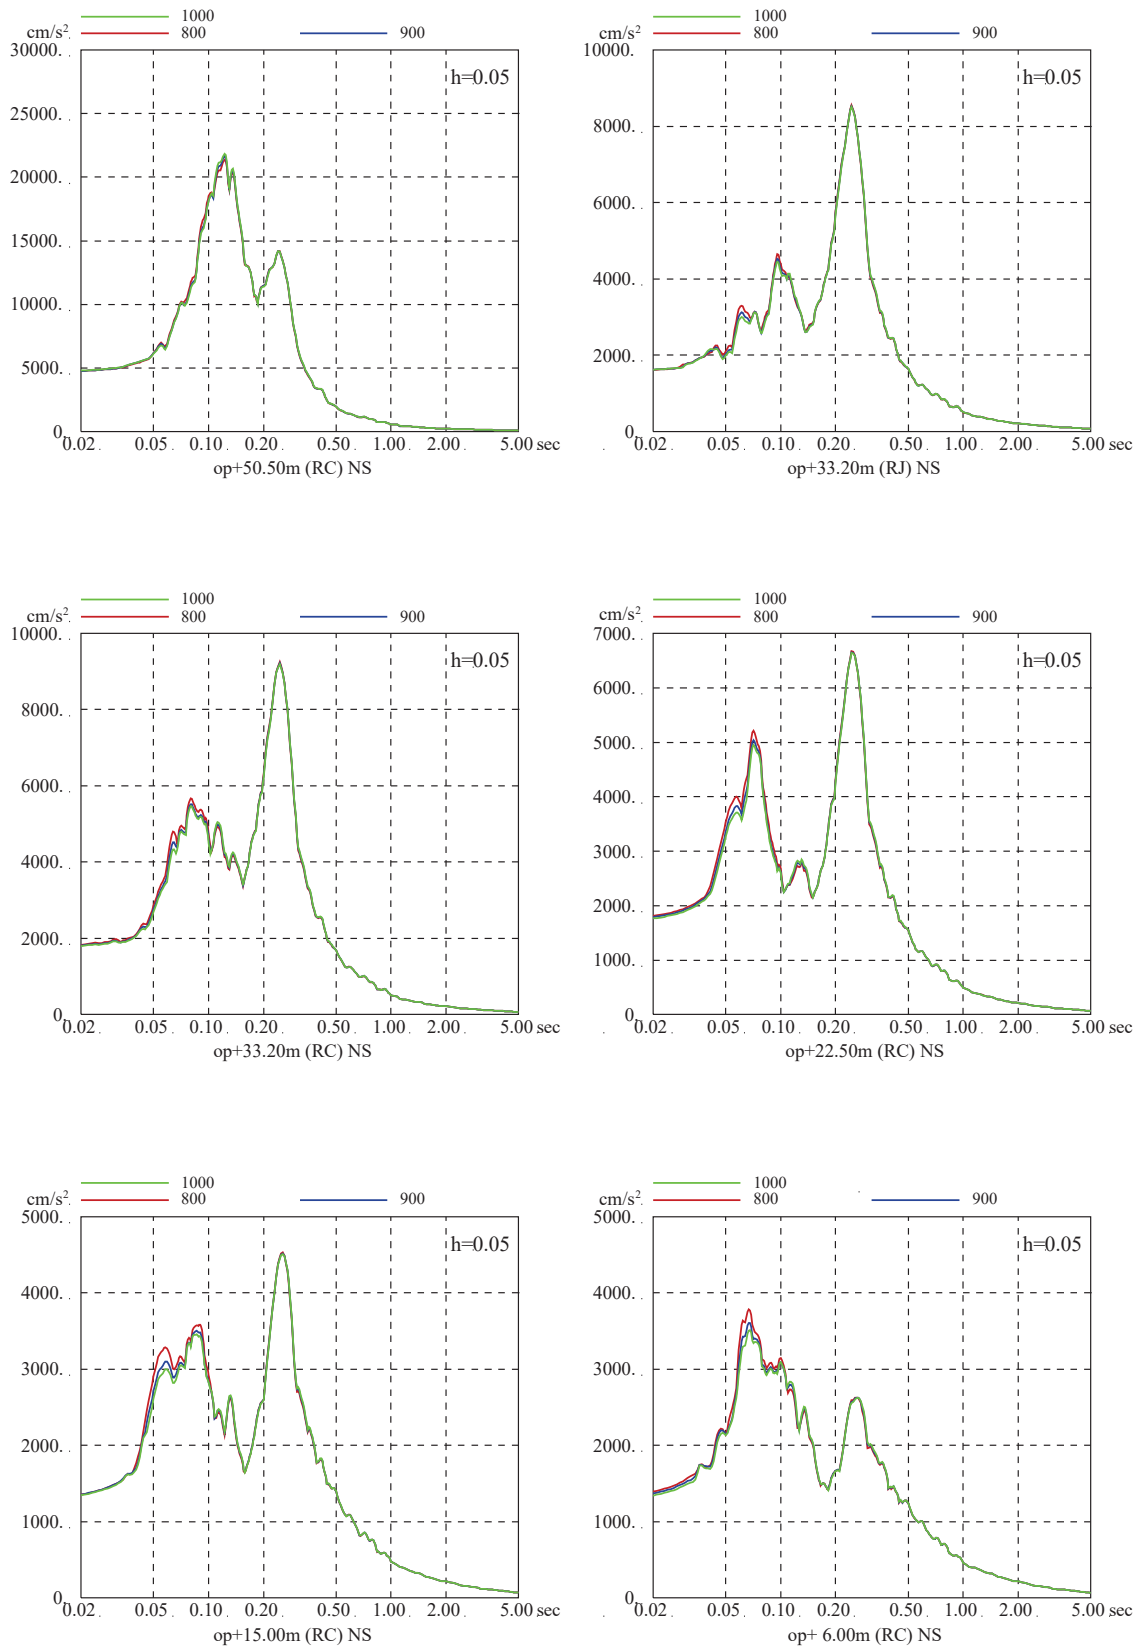 1000
cm/s². 800 900
30000.
h=0.05
25000.
20000.
15000.
10000.
5000.
0.
0.02 0.05 0.10 0.20 0.50 1.00 2.00 5.00 sec
op+50.50m (RC) NS
1000
cm/s². 800 900
10000.
h=0.05
8000.
6000.
4000.
2000.
0.
0.02 0.05 0.10 0.20 0.50 1.00 2.00 5.00 sec
op+33.20m (RJ) NS
1000
cm/s². 800 900
10000.
h=0.05
8000.
6000.
4000.
2000.
0.
0.02 0.05 0.10 0.20 0.50 1.00 2.00 5.00 sec
op+33.20m (RC) NS
1000
cm/s². 800 900
7000.
h=0.05
6000.
5000.
4000.
3000.
2000.
1000.
0.
0.02 0.05 0.10 0.20 0.50 1.00 2.00 5.00 sec
op+22.50m (RC) NS
1000
cm/s². 800 900
5000.
h=0.05
4000.
3000.
2000.
1000.
0.
0.02 0.05 0.10 0.20 0.50 1.00 2.00 5.00 sec
op+15.00m (RC) NS
1000
cm/s². 800 900
5000.
h=0.05
4000.
3000.
2000.
1000.
0.
0.02 0.05 0.10 0.20 0.50 1.00 2.00 5.00 sec
op+ 6.00m (RC) NS